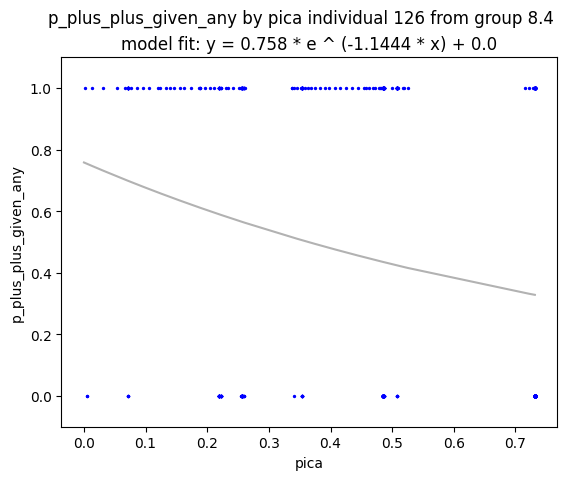 p_plus_plus_given_any by pica individual 126 from group 8.4
model fit: y = 0.758 * e ^ (-1.1444 * x) + 0.0
p_plus_plus_given_any
1.0
0.8
0.6
0.4
0.2
0.0
0.0 0.1 0.2 0.3 0.4 0.5 0.6 0.7
pica